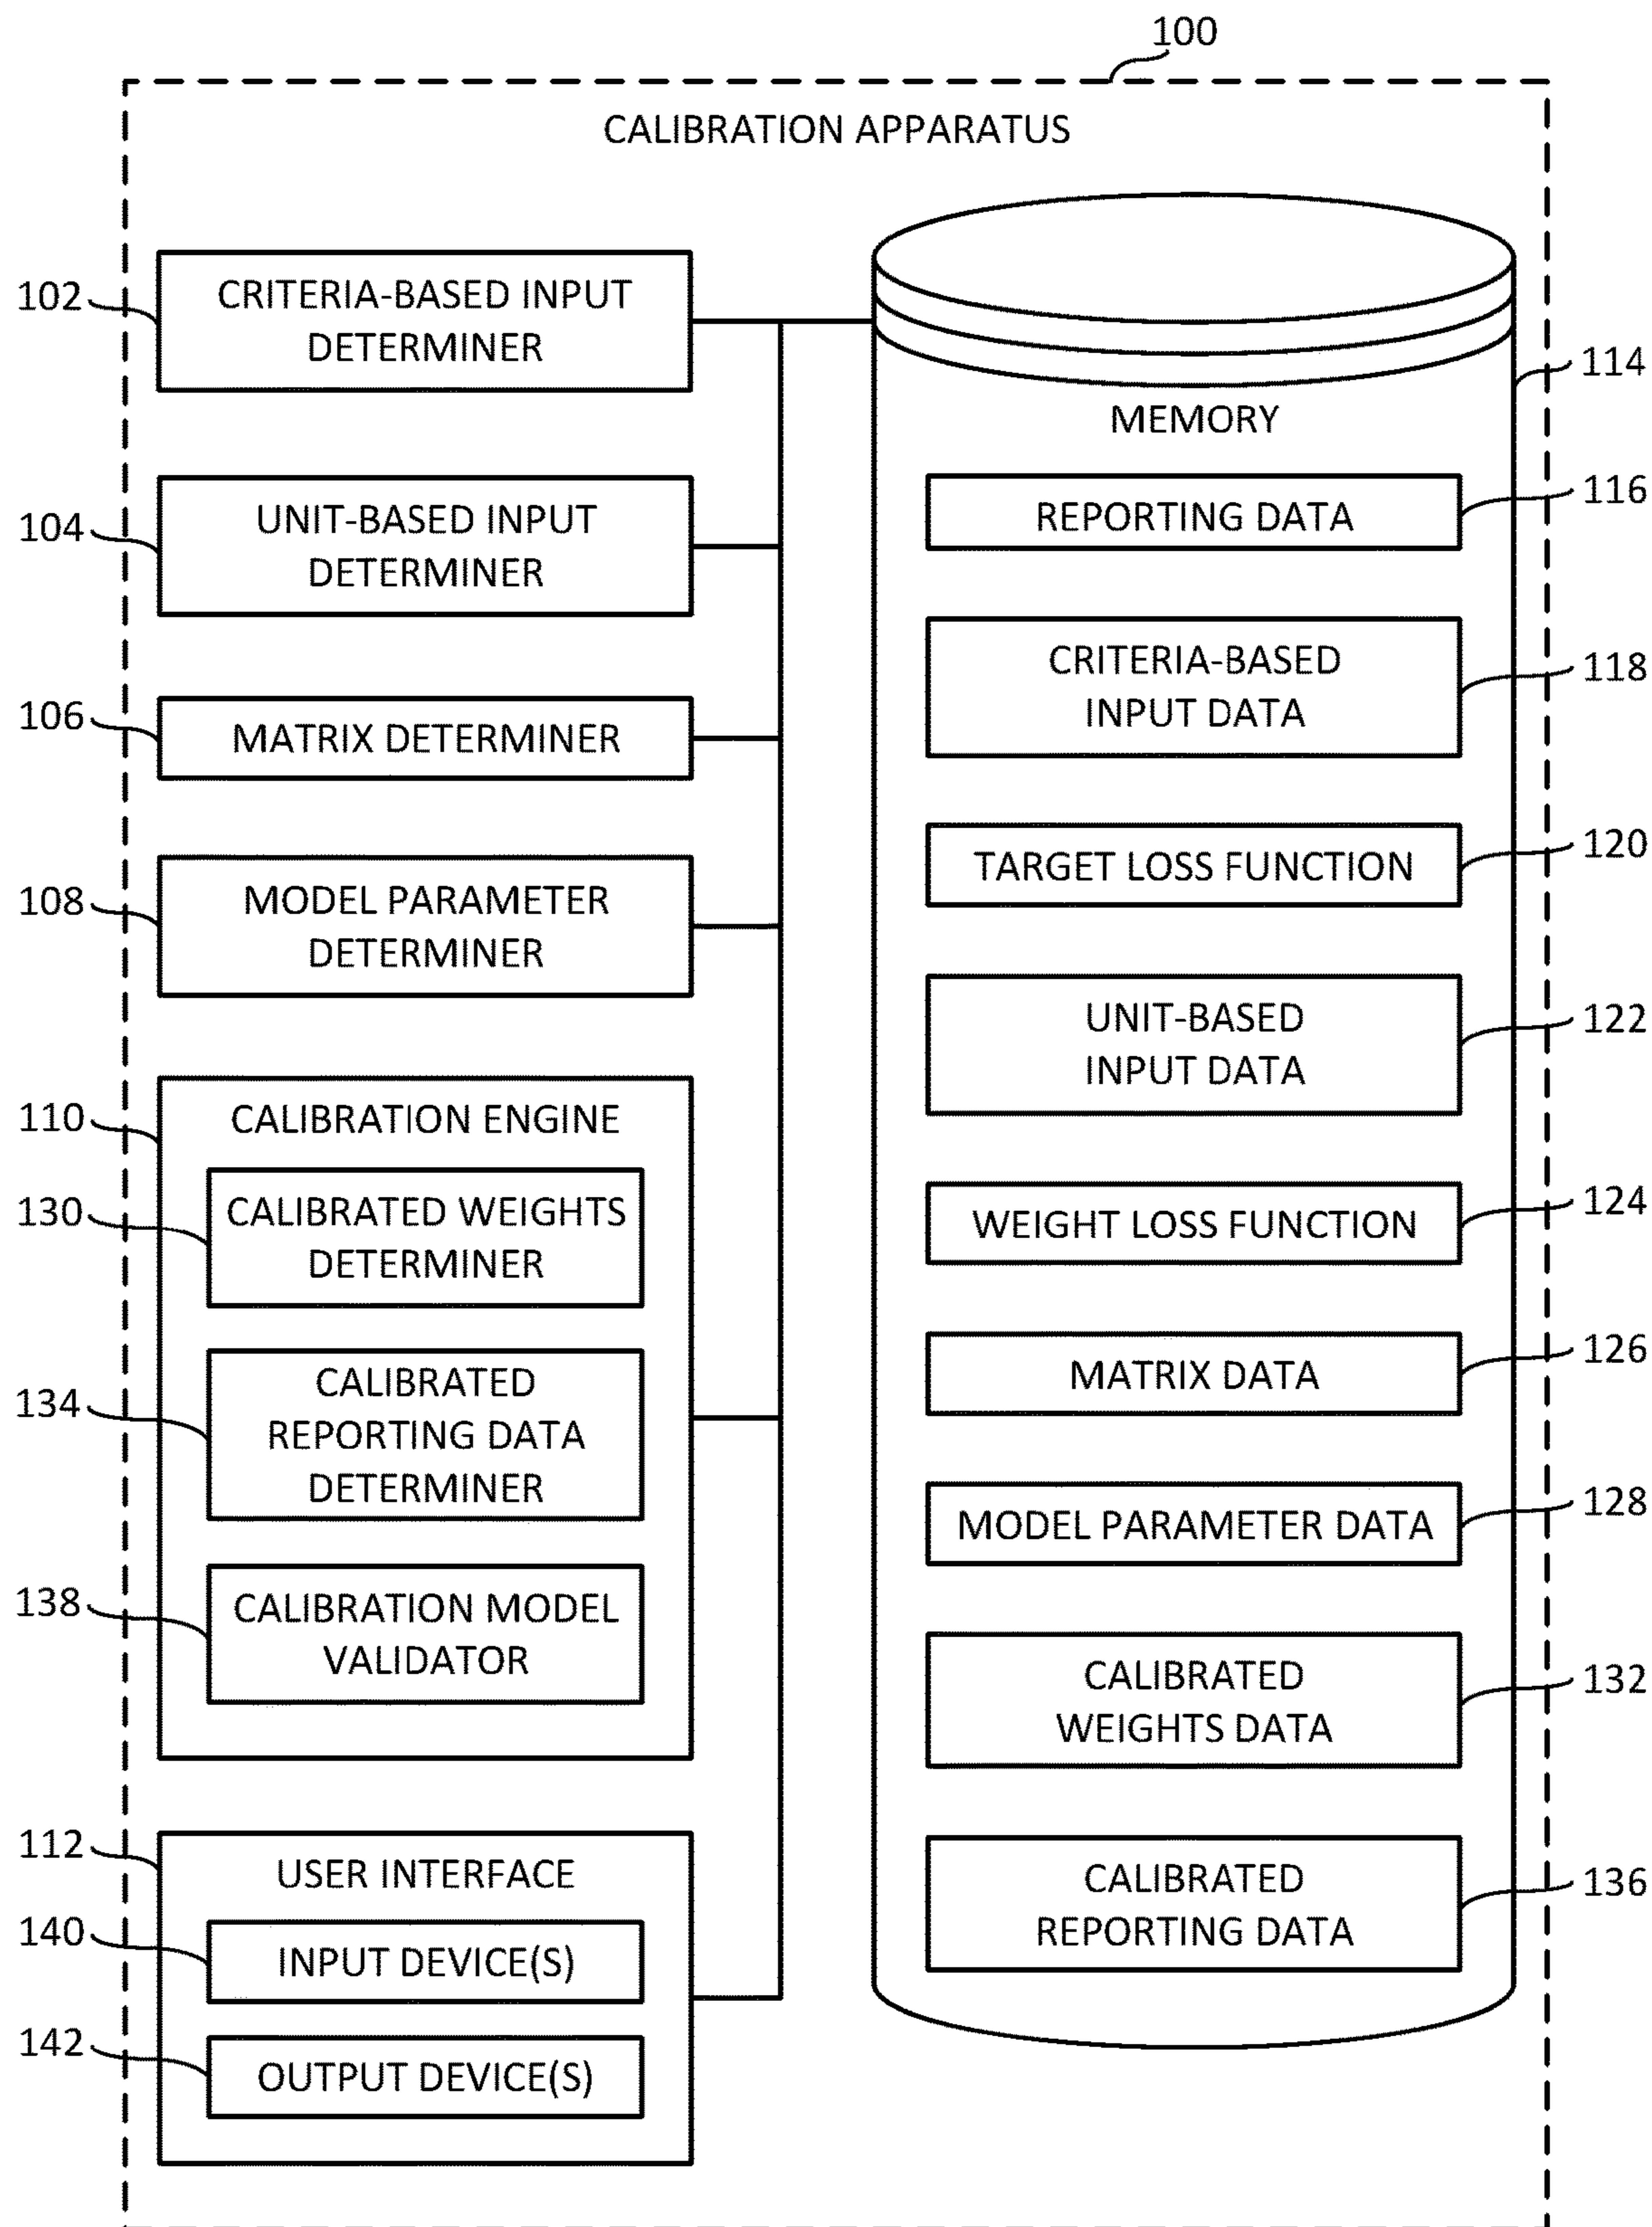 100
CALIBRATION APPARATUS
102
CRITERIA-BASED INPUT
DETERMINER
104
UNIT-BASED INPUT
DETERMINER
106
MATRIX DETERMINER
108
MODEL PARAMETER
DETERMINER
110
CALIBRATION ENGINE
130
CALIBRATED WEIGHTS
DETERMINER
134
CALIBRATED
REPORTING DATA
DETERMINER
138
CALIBRATION MODEL
VALIDATOR
112
USER INTERFACE
140
INPUT DEVICE(S)
142
OUTPUT DEVICE(S)
114
MEMORY
116
REPORTING DATA
118
CRITERIA-BASED
INPUT DATA
120
TARGET LOSS FUNCTION
122
UNIT-BASED
INPUT DATA
124
WEIGHT LOSS FUNCTION
126
MATRIX DATA
128
MODEL PARAMETER DATA
132
CALIBRATED
WEIGHTS DATA
136
CALIBRATED
REPORTING DATA